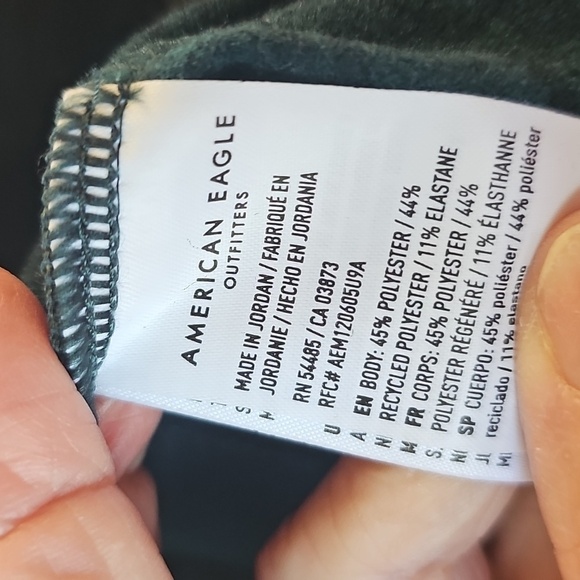 AMERICAN EAGLE
OUTFITTERS
MADE IN JORDAN / FABRIQUÉ EN
JORDANIE / HECHO EN JORDANIA
RN 54485 / CA 03873
RFC# AEM120605U9A
EN BODY: 45% POLYESTER / 44%
RECYCLED POLYESTER / 11% ELASTANE
FR CORPS: 45% POLYESTER / 44%
POLYESTER RÉGÉNÉRÉ / 11% ÉLASTHANNE
SP CUERPO: 45% poliéster / 44% poliéster
reciclado / 11% elastano